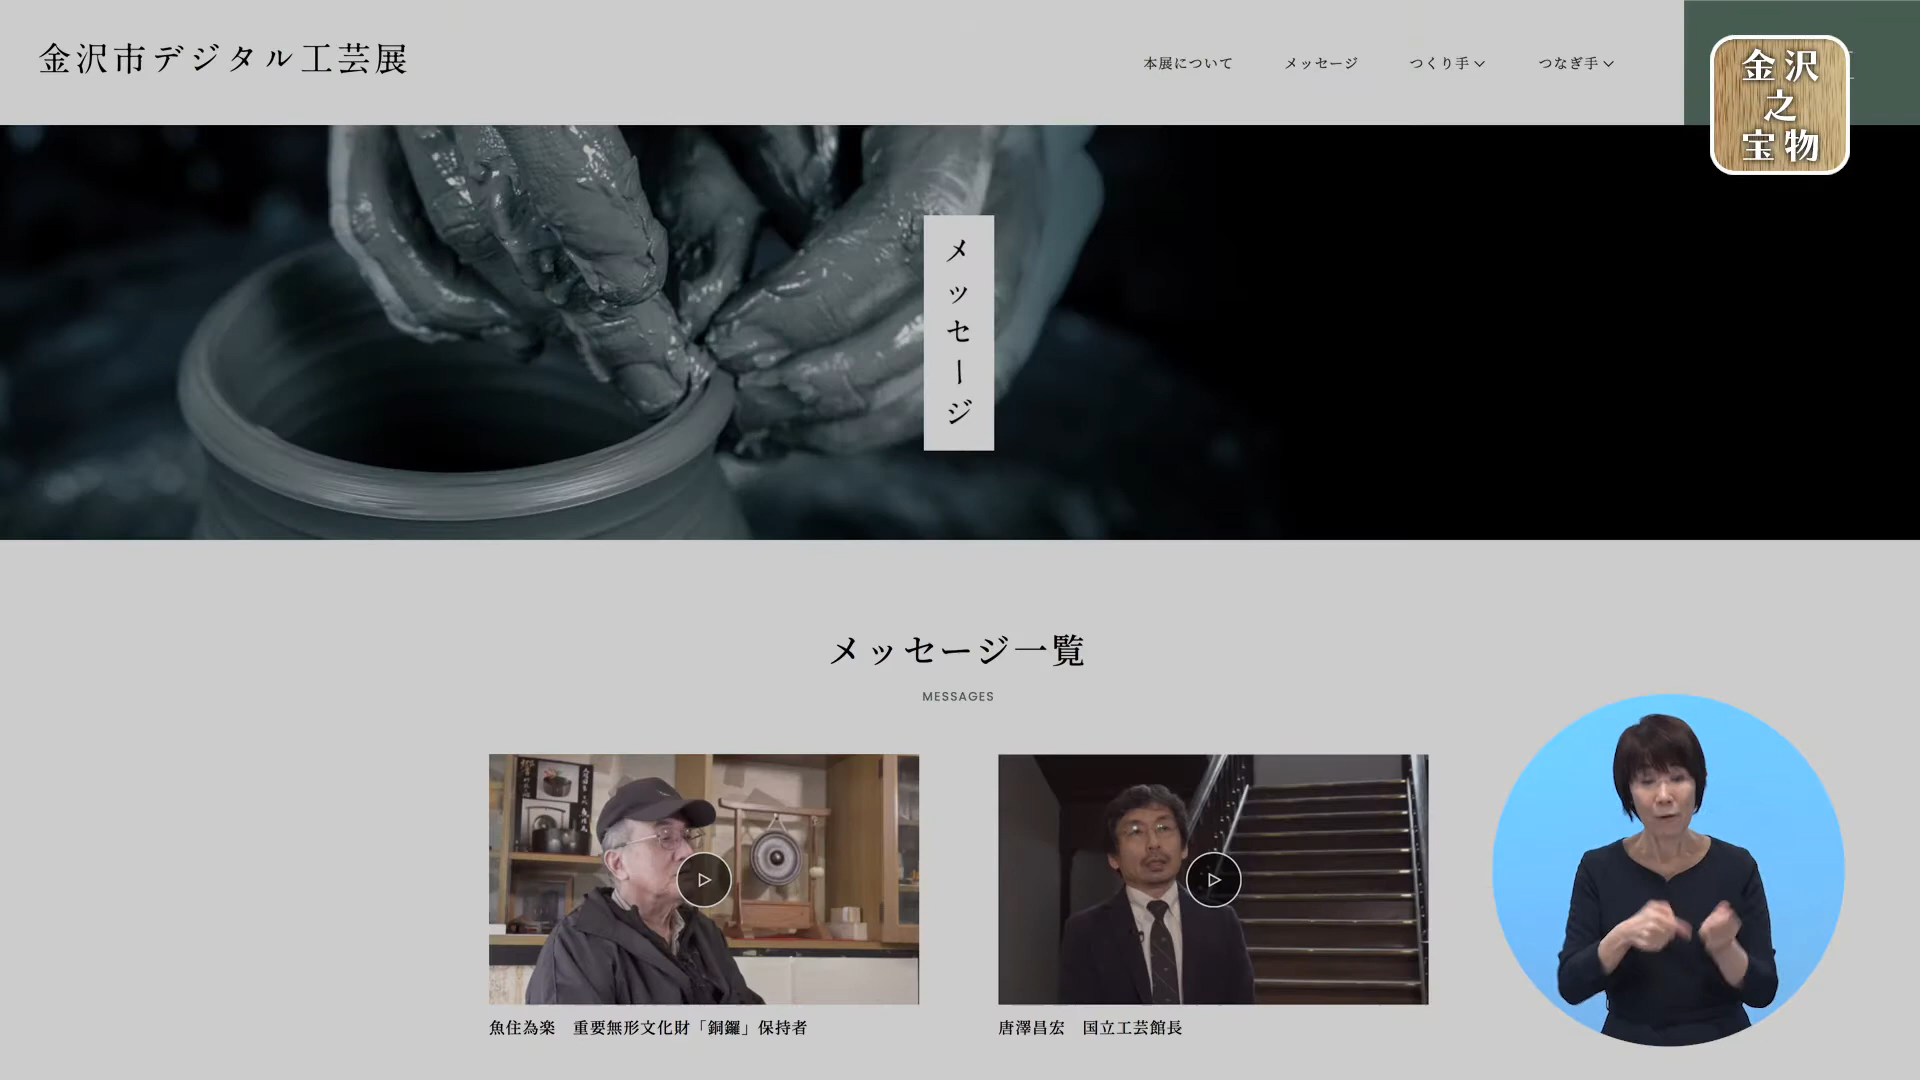 金沢市デジタル工芸展
本展について
メッセージ
つくり手
つなぎ手
金沢
之
宝物
メッセージ
メッセージ一覧
MESSAGES
魚住為楽　重要無形文化財「銅鑼」保持者
唐澤昌宏　国立工芸館長